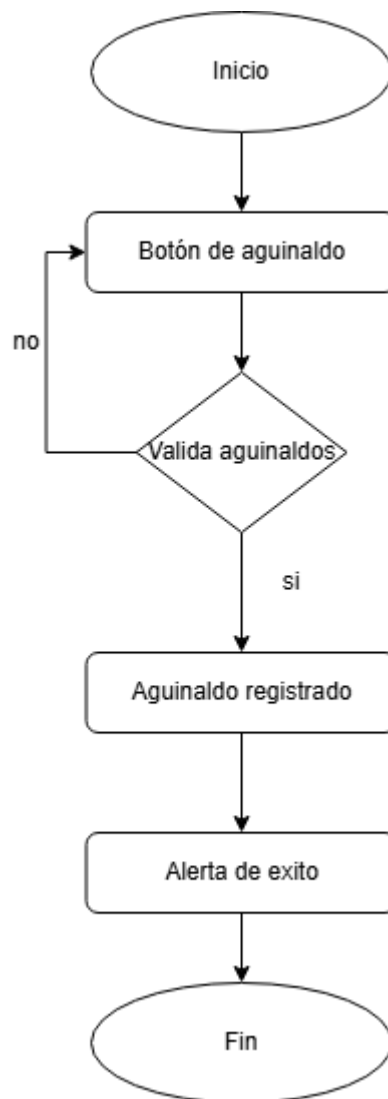 Inicio
Botón de aguinaldo
no
Valida aguinaldos
si
Aguinaldo registrado
Alerta de exito
Fin